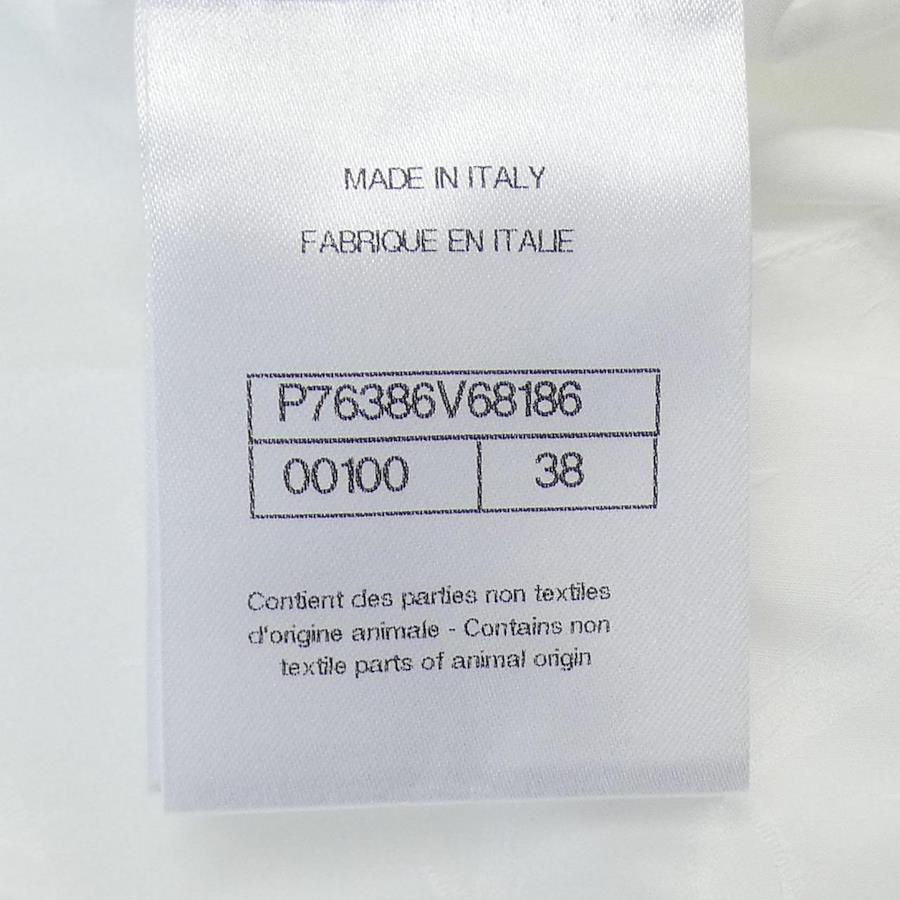 MADE IN ITALY
FABRIQUE EN ITALIE
P76386V68186
00100 38
Contient des parties non textiles
d'origine animale - Contains non
textile parts of animal origin